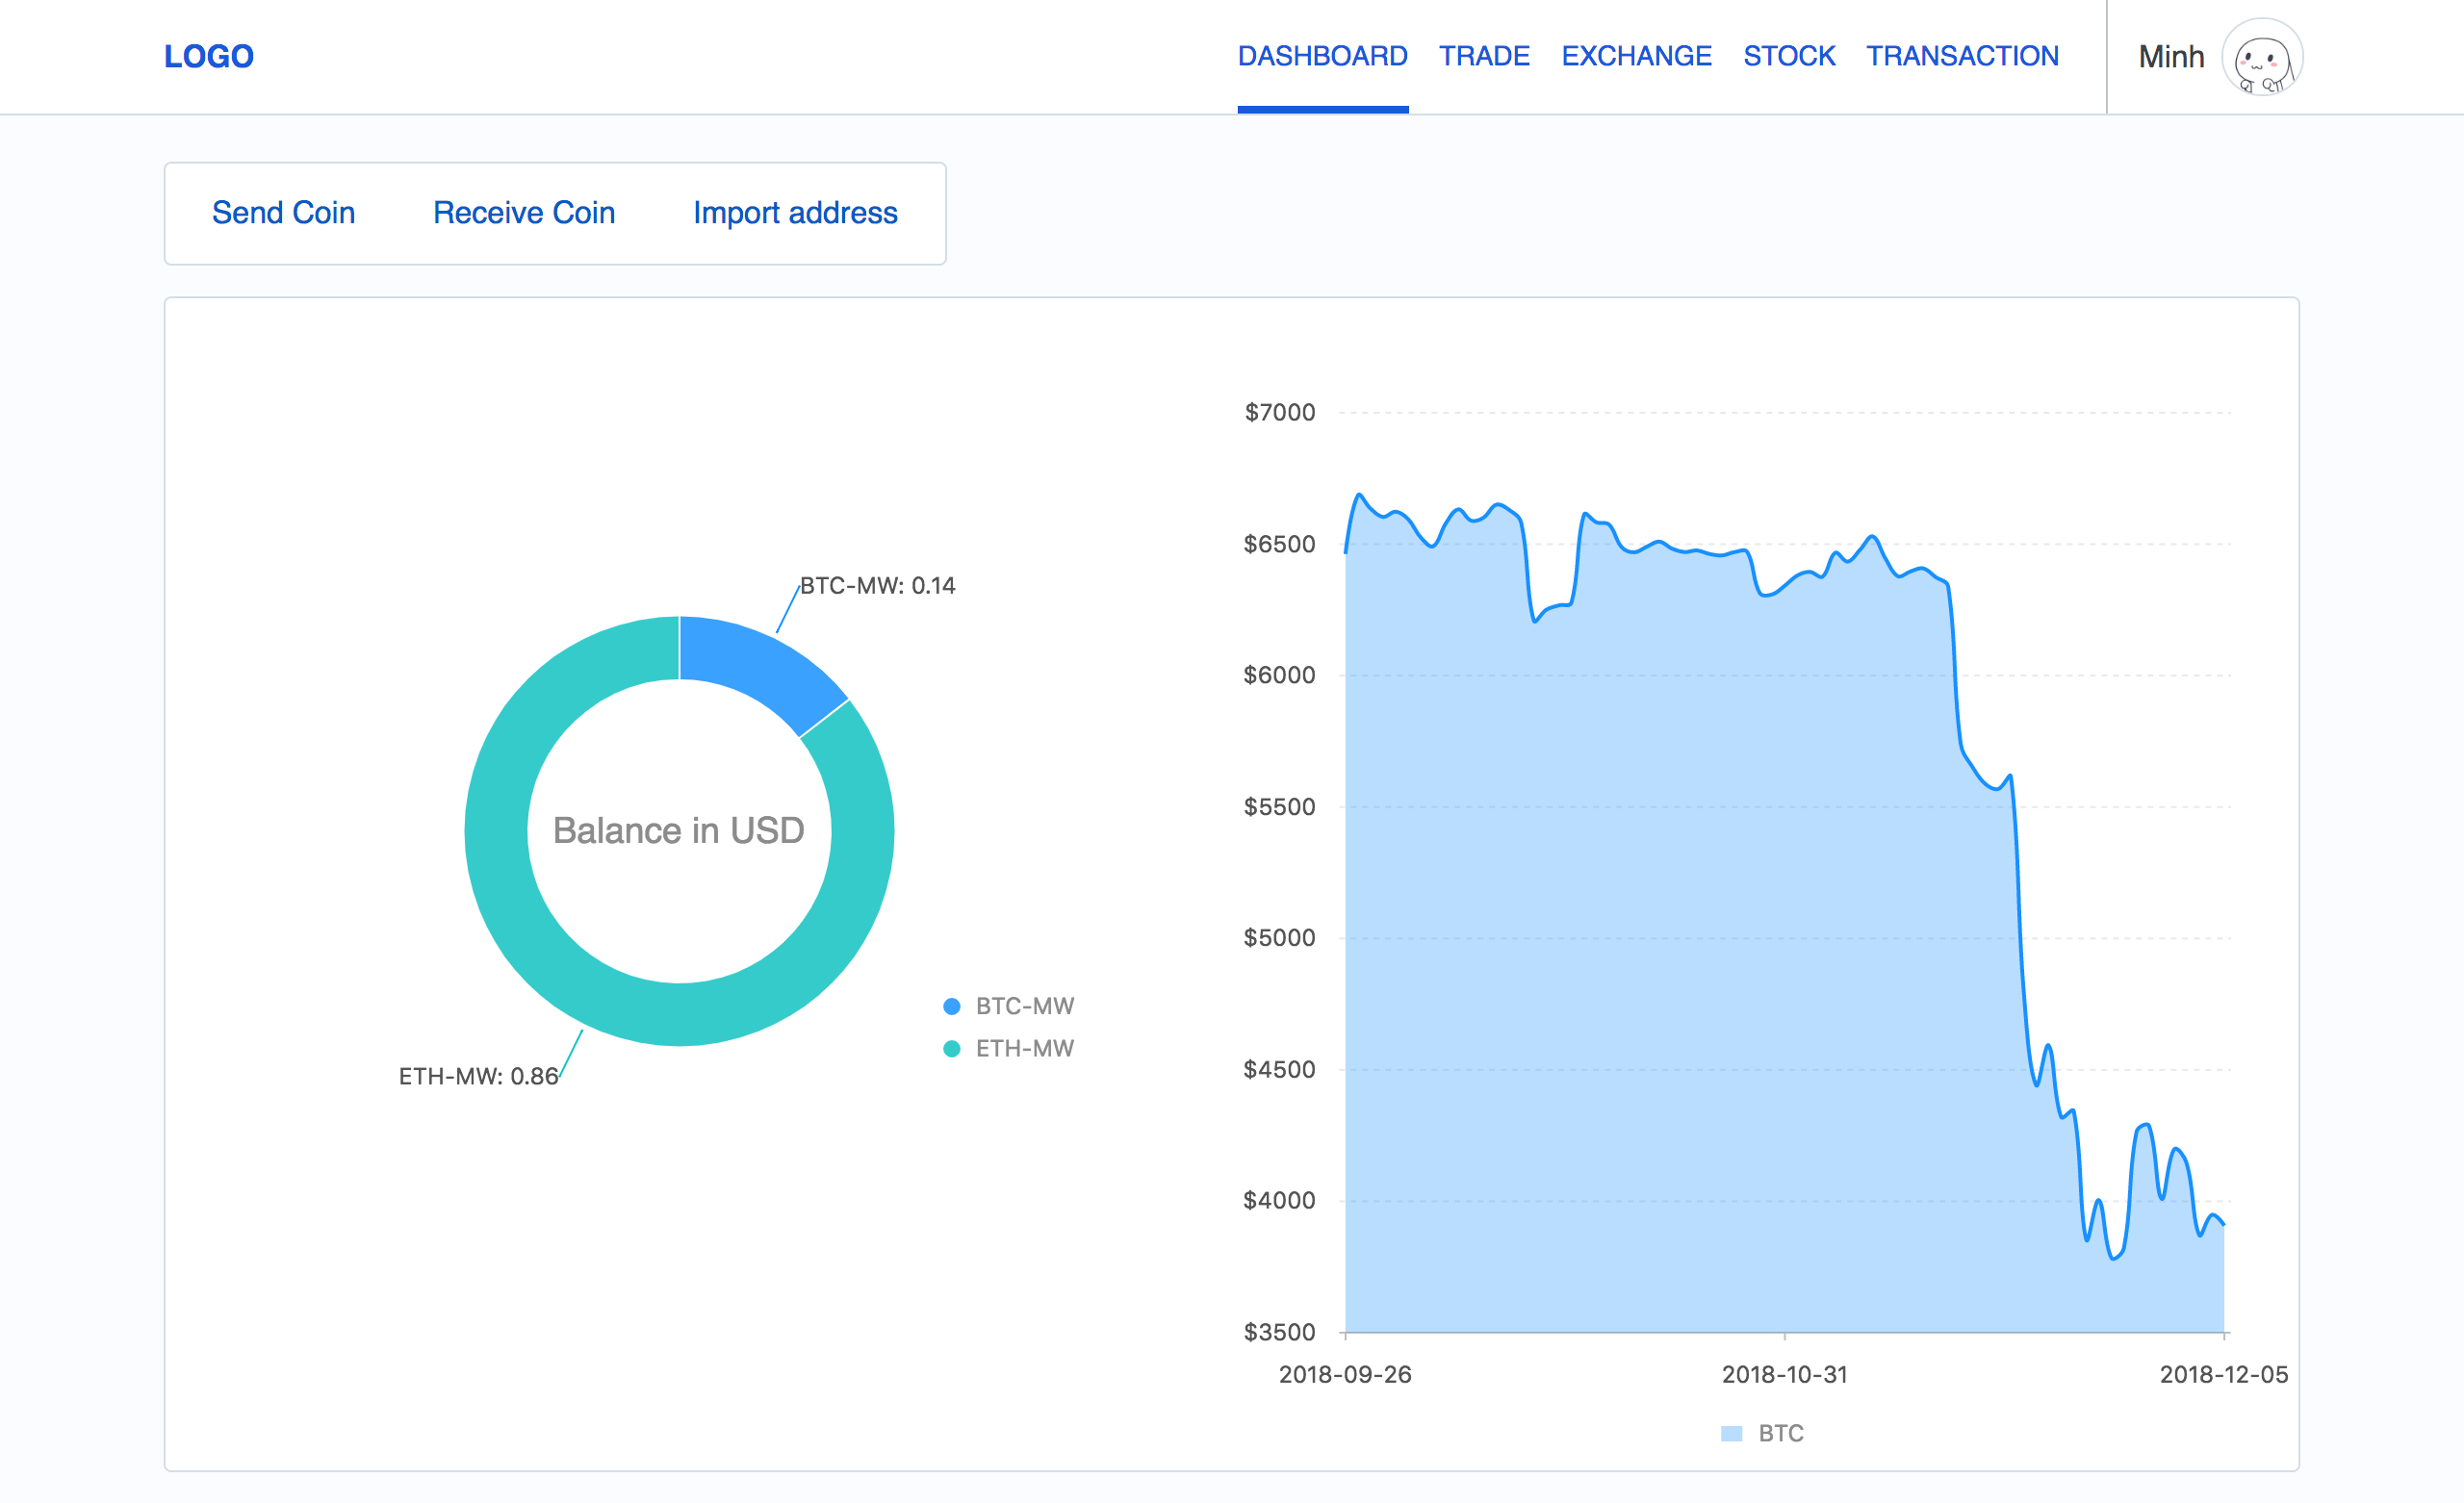 LOGO
DASHBOARD TRADE EXCHANGE STOCK TRANSACTION Minh
Send Coin Receive Coin Import address
BTC-MW: 0.14
Balance in USD
ETH-MW: 0.86
BTC-MW
ETH-MW
$7000
$6500
$6000
$5500
$5000
$4500
$4000
$3500
2018-09-26 2018-10-31 2018-12-05
BTC